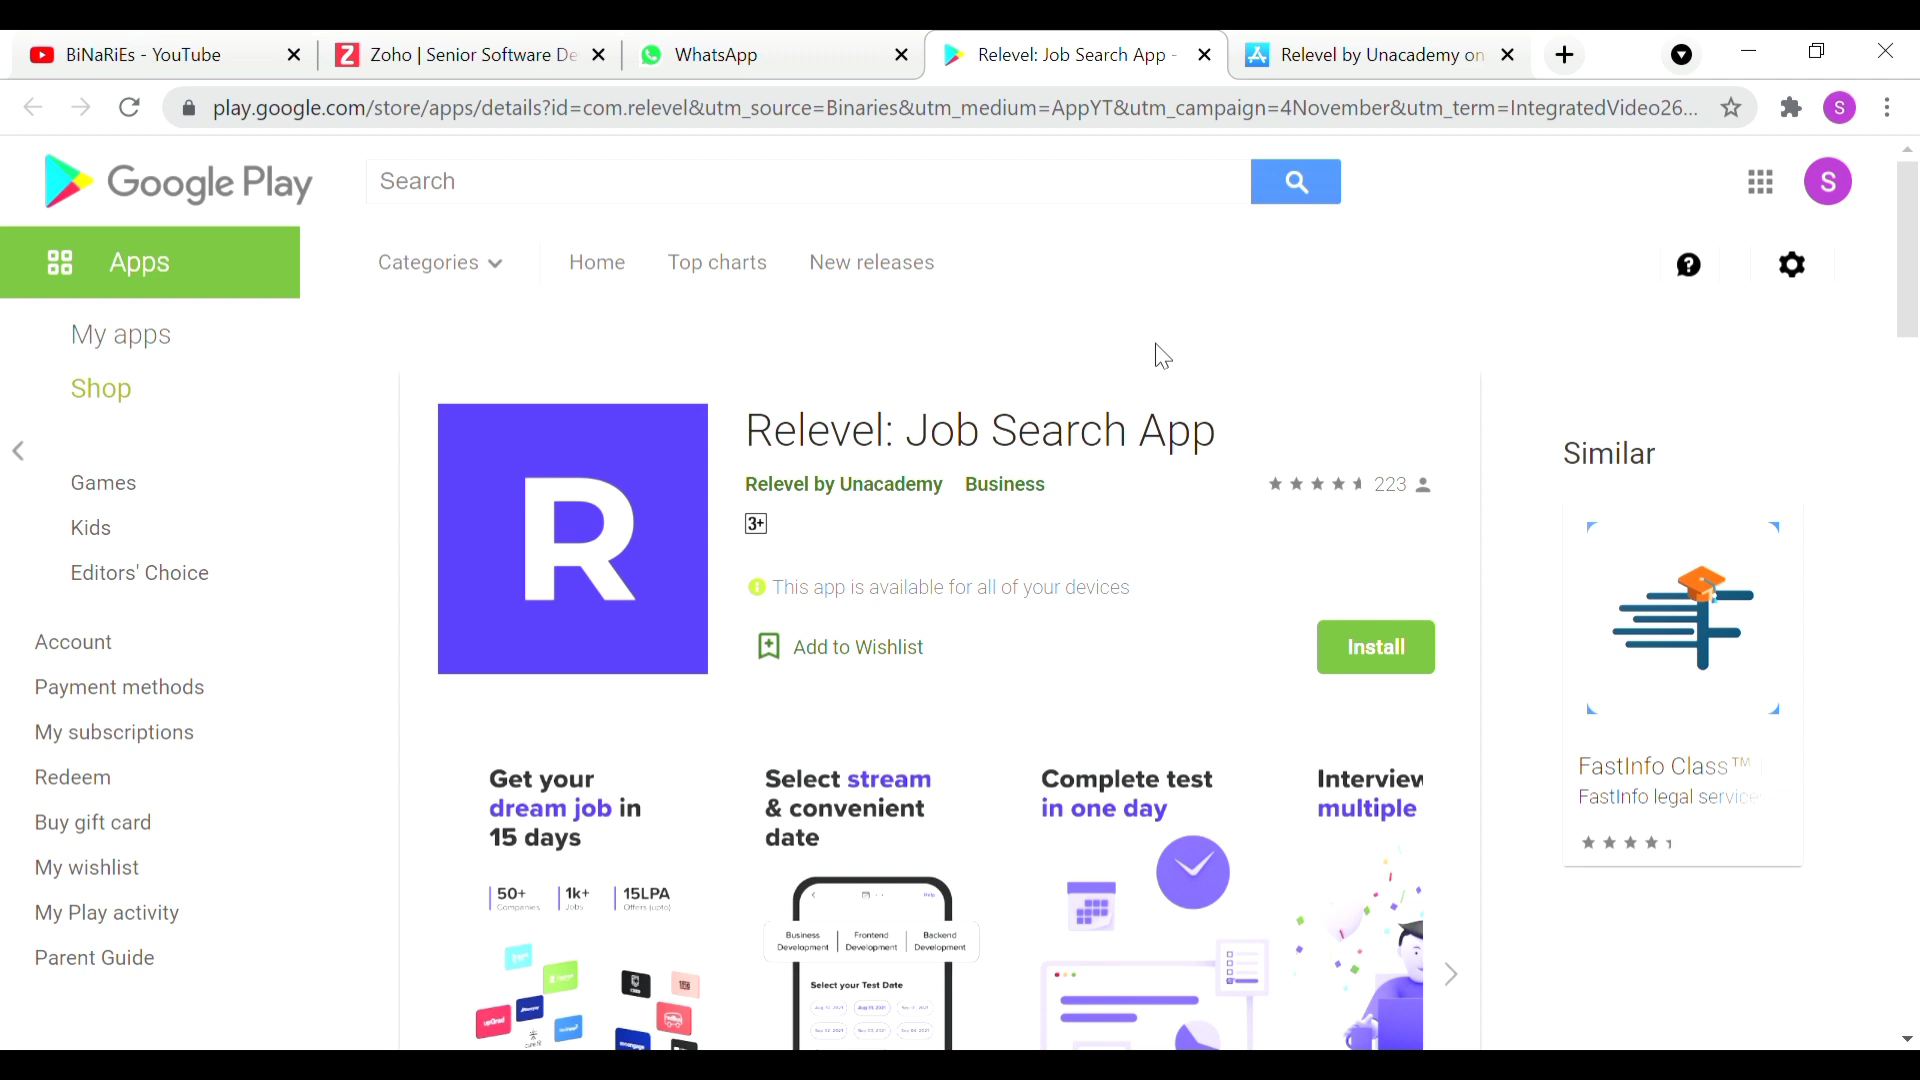 BiNaRiEs - YouTube
Zoho | Senior Software De
WhatsApp
Relevel: Job Search App -
Relevel by Unacademy on
play.google.com/store/apps/details?id=com.relevel&utm_source=Binaries&utm_medium=AppYT&utm_campaign=4November&utm_term=IntegratedVideo26...
S
Google Play
Search
S
Apps
Categories
Home
Top charts
New releases
My apps
Shop
Games
Kids
Editors' Choice
Account
Payment methods
My subscriptions
Redeem
Buy gift card
My wishlist
My Play activity
Parent Guide
R
Relevel: Job Search App
Relevel by Unacademy Business
223
3+
This app is available for all of your devices
Add to Wishlist
Install
Get your
dream job in
15 days
50+
Companies
1k+
Jobs
15LPA
Offers (upto)
upGrad
Select stream
& convenient
date
Help
Business
Development
Frontend
Development
Backend
Development
Select your Test Date
Complete test
in one day
Interview
multiple
Similar
FastInfo Class™
FastInfo legal service